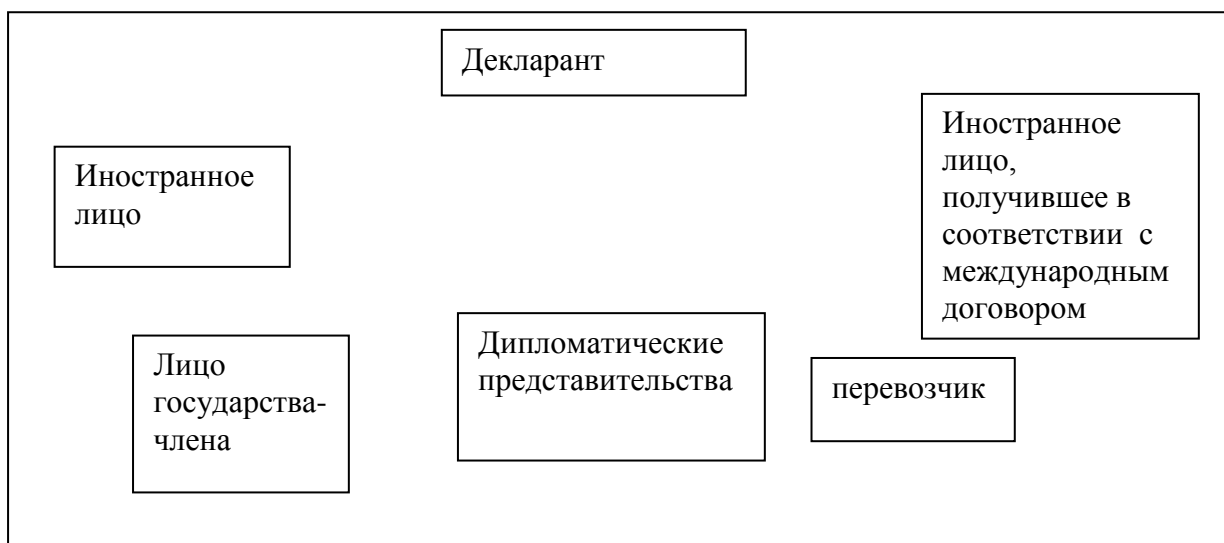 Декларант
Иностранное
лицо
Иностранное
лицо,
получившее в
соответствии с
международным
договором
Лицо
государства-
члена
Дипломатические
представительства
перевозчик